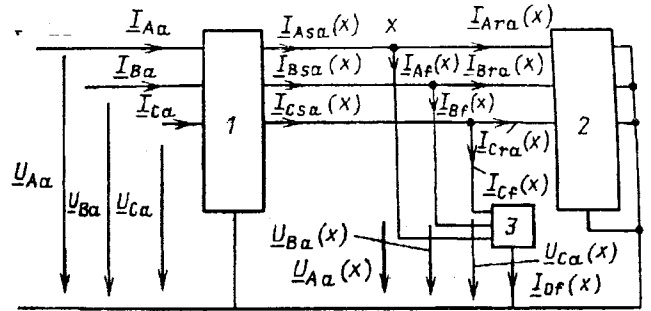 I_Aa I_Asa(x) x I_Ara(x)
I_Ba I_Bsa(x) I_Af(x) I_Bra(x)
I_Ca I_Csa(x) I_Bf(x)
1 2
I_Cra(x)
I_Cf(x)
U_Aa U_Ba U_Ca
3
U_Ba(x) U_Ca(x)
U_Aa(x) I_Df(x)